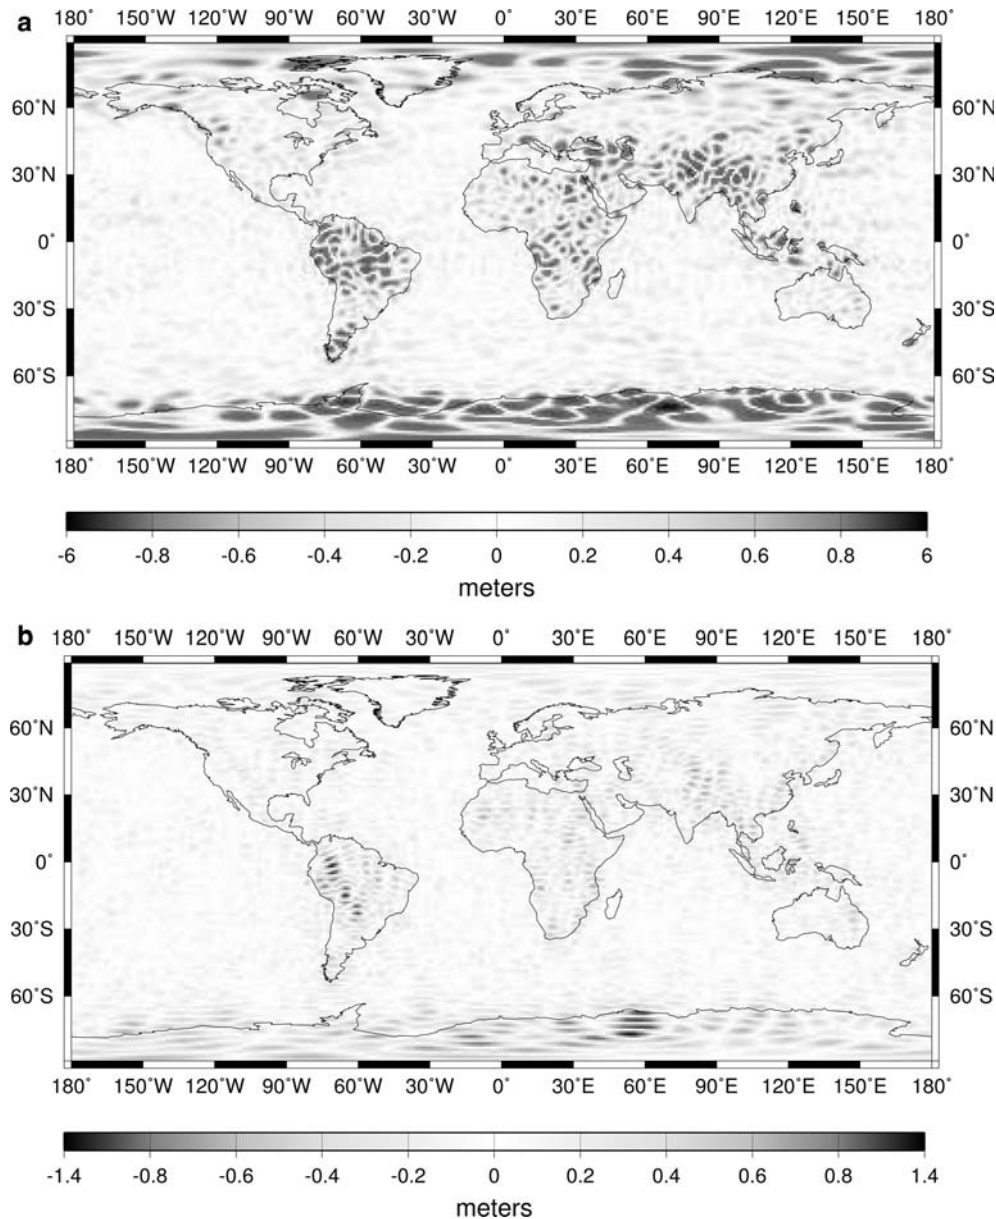 a
180˚ 150˚W 120˚W 90˚W 60˚W 30˚W 0˚ 30˚E 60˚E 90˚E 120˚E 150˚E 180˚
60˚N 60˚N
30˚N 30˚N
0˚ 0˚
30˚S 30˚S
60˚S 60˚S
180˚ 150˚W 120˚W 90˚W 60˚W 30˚W 0˚ 30˚E 60˚E 90˚E 120˚E 150˚E 180˚
-6 -0.8 -0.6 -0.4 -0.2 0 0.2 0.4 0.6 0.8 6
meters
b
180˚ 150˚W 120˚W 90˚W 60˚W 30˚W 0˚ 30˚E 60˚E 90˚E 120˚E 150˚E 180˚
60˚N 60˚N
30˚N 30˚N
0˚ 0˚
30˚S 30˚S
60˚S 60˚S
180˚ 150˚W 120˚W 90˚W 60˚W 30˚W 0˚ 30˚E 60˚E 90˚E 120˚E 150˚E 180˚
-1.4 -0.8 -0.6 -0.4 -0.2 0 0.2 0.4 0.6 0.8 1.4
meters